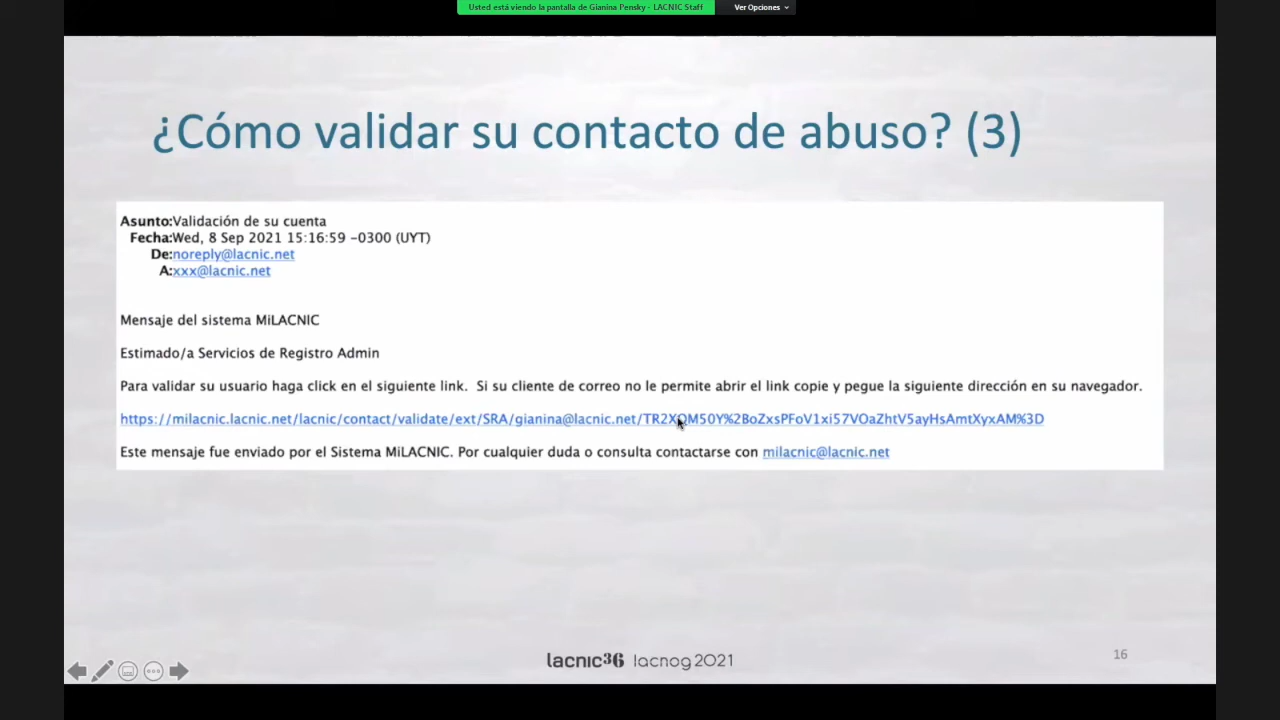 Usted está viendo la pantalla de Gianina Pensky - LACNIC Staff
Ver Opciones
¿Cómo validar su contacto de abuso? (3)
Asunto:Validación de su cuenta
Fecha:Wed, 8 Sep 2021 15:16:59 -0300 (UYT)
De:noreply@lacnic.net
A:xxx@lacnic.net
Mensaje del sistema MiLACNIC
Estimado/a Servicios de Registro Admin
Para validar su usuario haga click en el siguiente link.  Si su cliente de correo no le permite abrir el link copie y pegue la siguiente dirección en su navegador.
https://milacnic.lacnic.net/lacnic/contact/validate/ext/SRA/gianina@lacnic.net/TR2XQM50Y%2BoZxsPFoV1xi57VOaZhtV5ayHsAmtXyxAM%3D
Este mensaje fue enviado por el Sistema MiLACNIC. Por cualquier duda o consulta contactarse con milacnic@lacnic.net
lacnic36 lacnog 2021
16